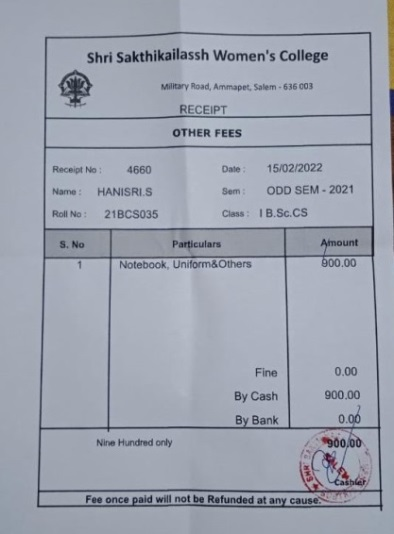 Shri Sakthikailassh Women's College
Military Road, Ammapet, Salem - 636 003
RECEIPT
OTHER FEES
Receipt No : 4660 Date : 15/02/2022
Name : HANISRI.S Sem : ODD SEM - 2021
Roll No : 21BCS035 Class : I B.Sc.CS
S. No Particulars Amount
1 Notebook, Uniform&Others 900.00
Fine 0.00
By Cash 900.00
By Bank 0.00
Nine Hundred only 900.00
SALEM
Cashier
Fee once paid will not be Refunded at any cause.